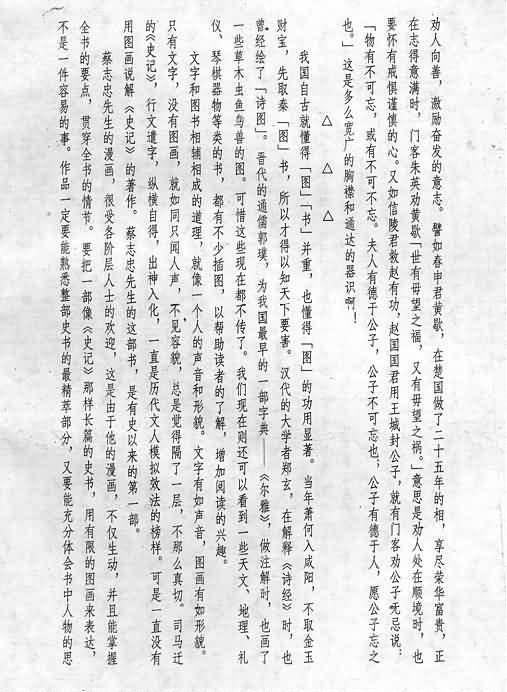 劝人向善，激励奋发的意志。譬如春申君黄歇，在楚国做了二十五年的相，享尽荣华富贵，正
在志得意满时，门客朱英劝黄歇「世有毋望之福，又有毋望之祸。」意思是劝人处在顺境时，也
要怀有戒惧谨慎的心。又如信陵君救赵有功，赵国国君用王城封公子，就有门客劝公子无忌说：
「物有不可忘，或有不可不忘。夫人有德于公子，公子不可忘也；公子有德于人，愿公子忘之
也。」这是多么宽广的胸襟和通达的器识啊！
△　△　△
我国自古就懂得「图」「书」并重，也懂得「图」的功用显著。当年萧何入咸阳，不取金玉
财宝，先取秦「图」书，所以才得以知天下要害。汉代的大学者郑玄，在解释《诗经》时，也
曾经绘了「诗图」。晋代的通儒郭璞，为我国最早的一部字典——《尔雅》，做注解时，也画了
一些草木虫鱼鸟兽的图。可惜这些现在都不传了。我们现在则还可以看到一些天文、地理、礼
仪、琴棋器物等类的书，都有不少插图，以帮助读者的了解，增加阅读的兴趣。
文字和图书相辅相成的道理，就像一个人的声音和形貌。文字有如声音，图画有如形貌。
只有文字，没有图画，就如同只闻人声，不见容貌，总是觉得隔了一层，不那么真切。司马迁
的《史记》，行文遣字，纵横自得，出神入化，一直是历代文人模拟效法的榜样。可是一直没有
用图画说解《史记》的著作。蔡志忠先生的这部书，是有史以来的第一部。
蔡志忠先生的漫画，很受各阶层人士的欢迎，这是由于他的漫画，不仅生动，并且能掌握
全书的要点，贯穿全书的情节。要把一部像《史记》那样长篇的史书，用有限的图画来表达，
不是一件容易的事。作品一定要能熟悉整部史书的最精萃部分，又要能充分体会书中人物的思